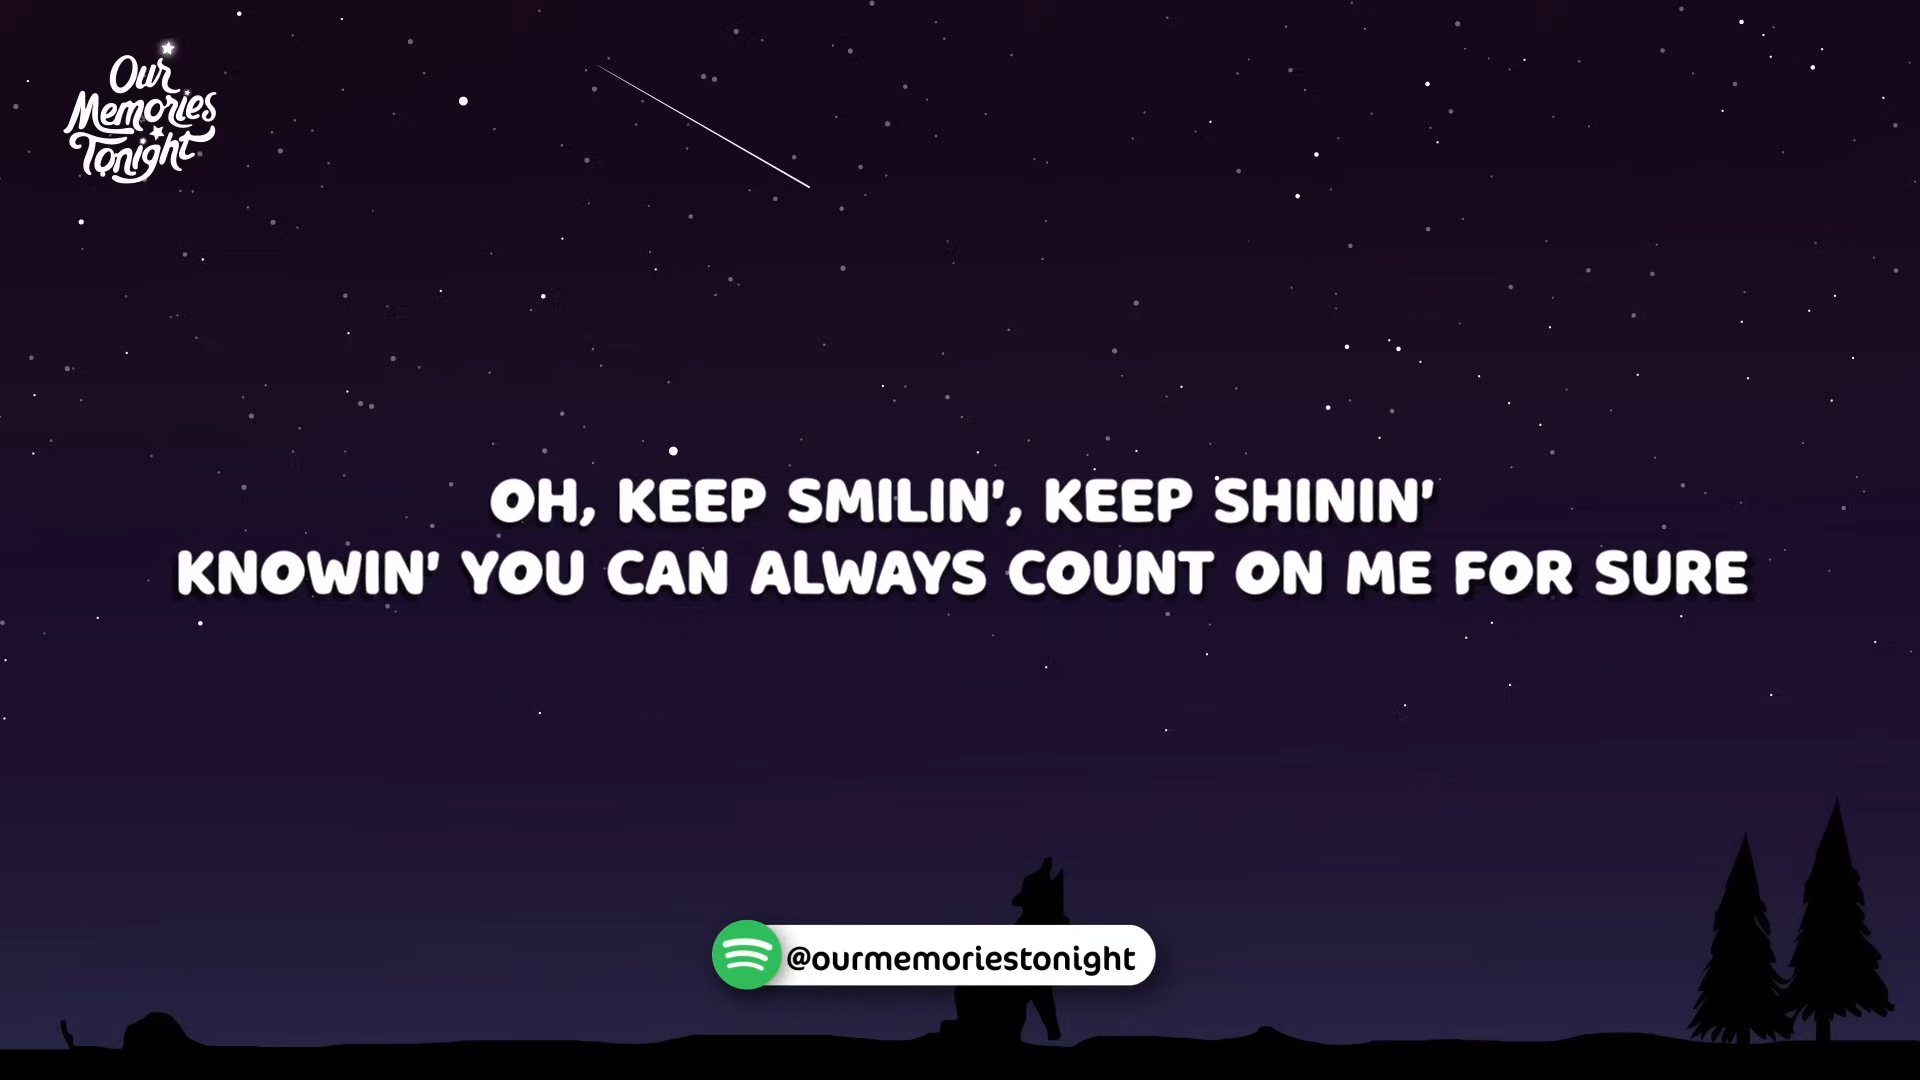 Our
Memories
Tonight
OH, KEEP SMILIN', KEEP SHININ'
KNOWIN' YOU CAN ALWAYS COUNT ON ME FOR SURE
@ourmemoriestonight